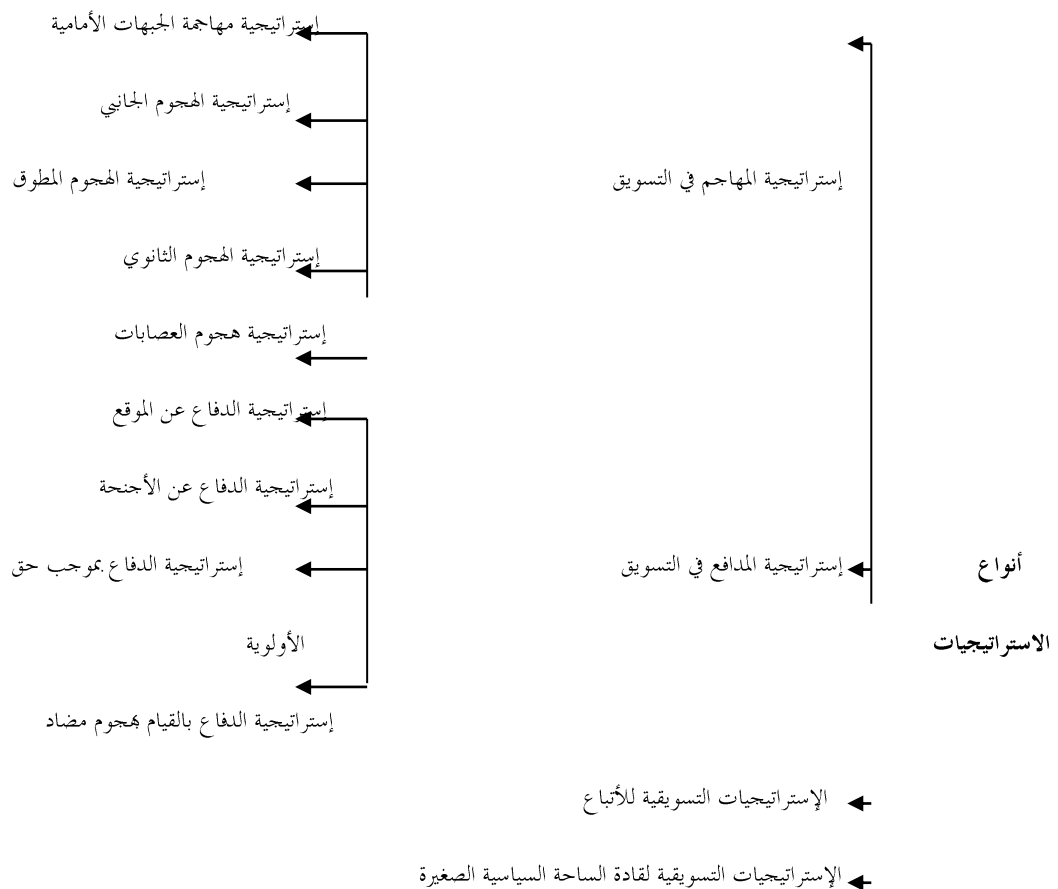 إستراتيجية مهاجمة الجبهات الأمامية
إستراتيجية الهجوم الجانبي
إستراتيجية المهاجم في التسويق إستراتيجية الهجوم المطوق
إستراتيجية الهجوم الثانوي
إستراتيجية هجوم العصابات
إستراتيجية الدفاع عن الموقع
إستراتيجية الدفاع عن الأجنحة
أنواع إستراتيجية المدافع في التسويق إستراتيجية الدفاع بموجب حق
الاستراتيجيات الأولوية
إستراتيجية الدفاع بالقيام بهجوم مضاد
الإستراتيجيات التسويقية للأتباع
الإستراتيجيات التسويقية لقادة الساحة السياسية الصغيرة